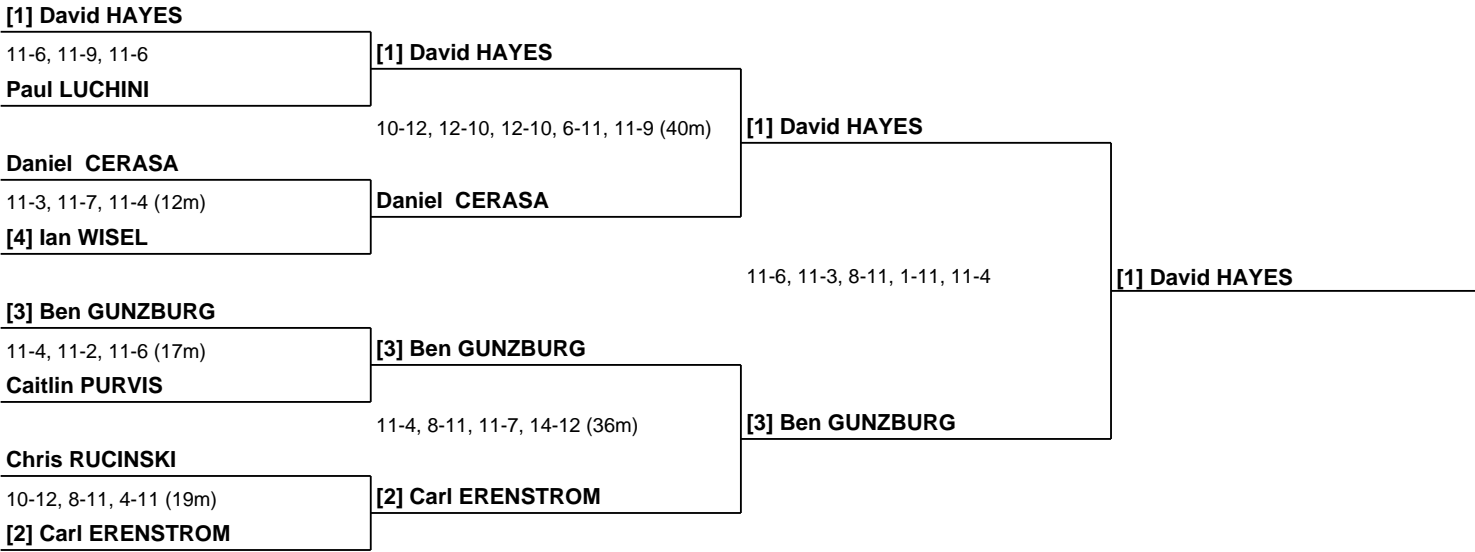 [1] David HAYES
11-6, 11-9, 11-6
Paul LUCHINI
Daniel  CERASA
11-3, 11-7, 11-4 (12m)
[4] Ian WISEL
[3] Ben GUNZBURG
11-4, 11-2, 11-6 (17m)
Caitlin PURVIS
Chris RUCINSKI
10-12, 8-11, 4-11 (19m)
[2] Carl ERENSTROM
[1] David HAYES
10-12, 12-10, 12-10, 6-11, 11-9 (40m)
Daniel  CERASA
[3] Ben GUNZBURG
11-4, 8-11, 11-7, 14-12 (36m)
[2] Carl ERENSTROM
[1] David HAYES
11-6, 11-3, 8-11, 1-11, 11-4
[3] Ben GUNZBURG
[1] David HAYES